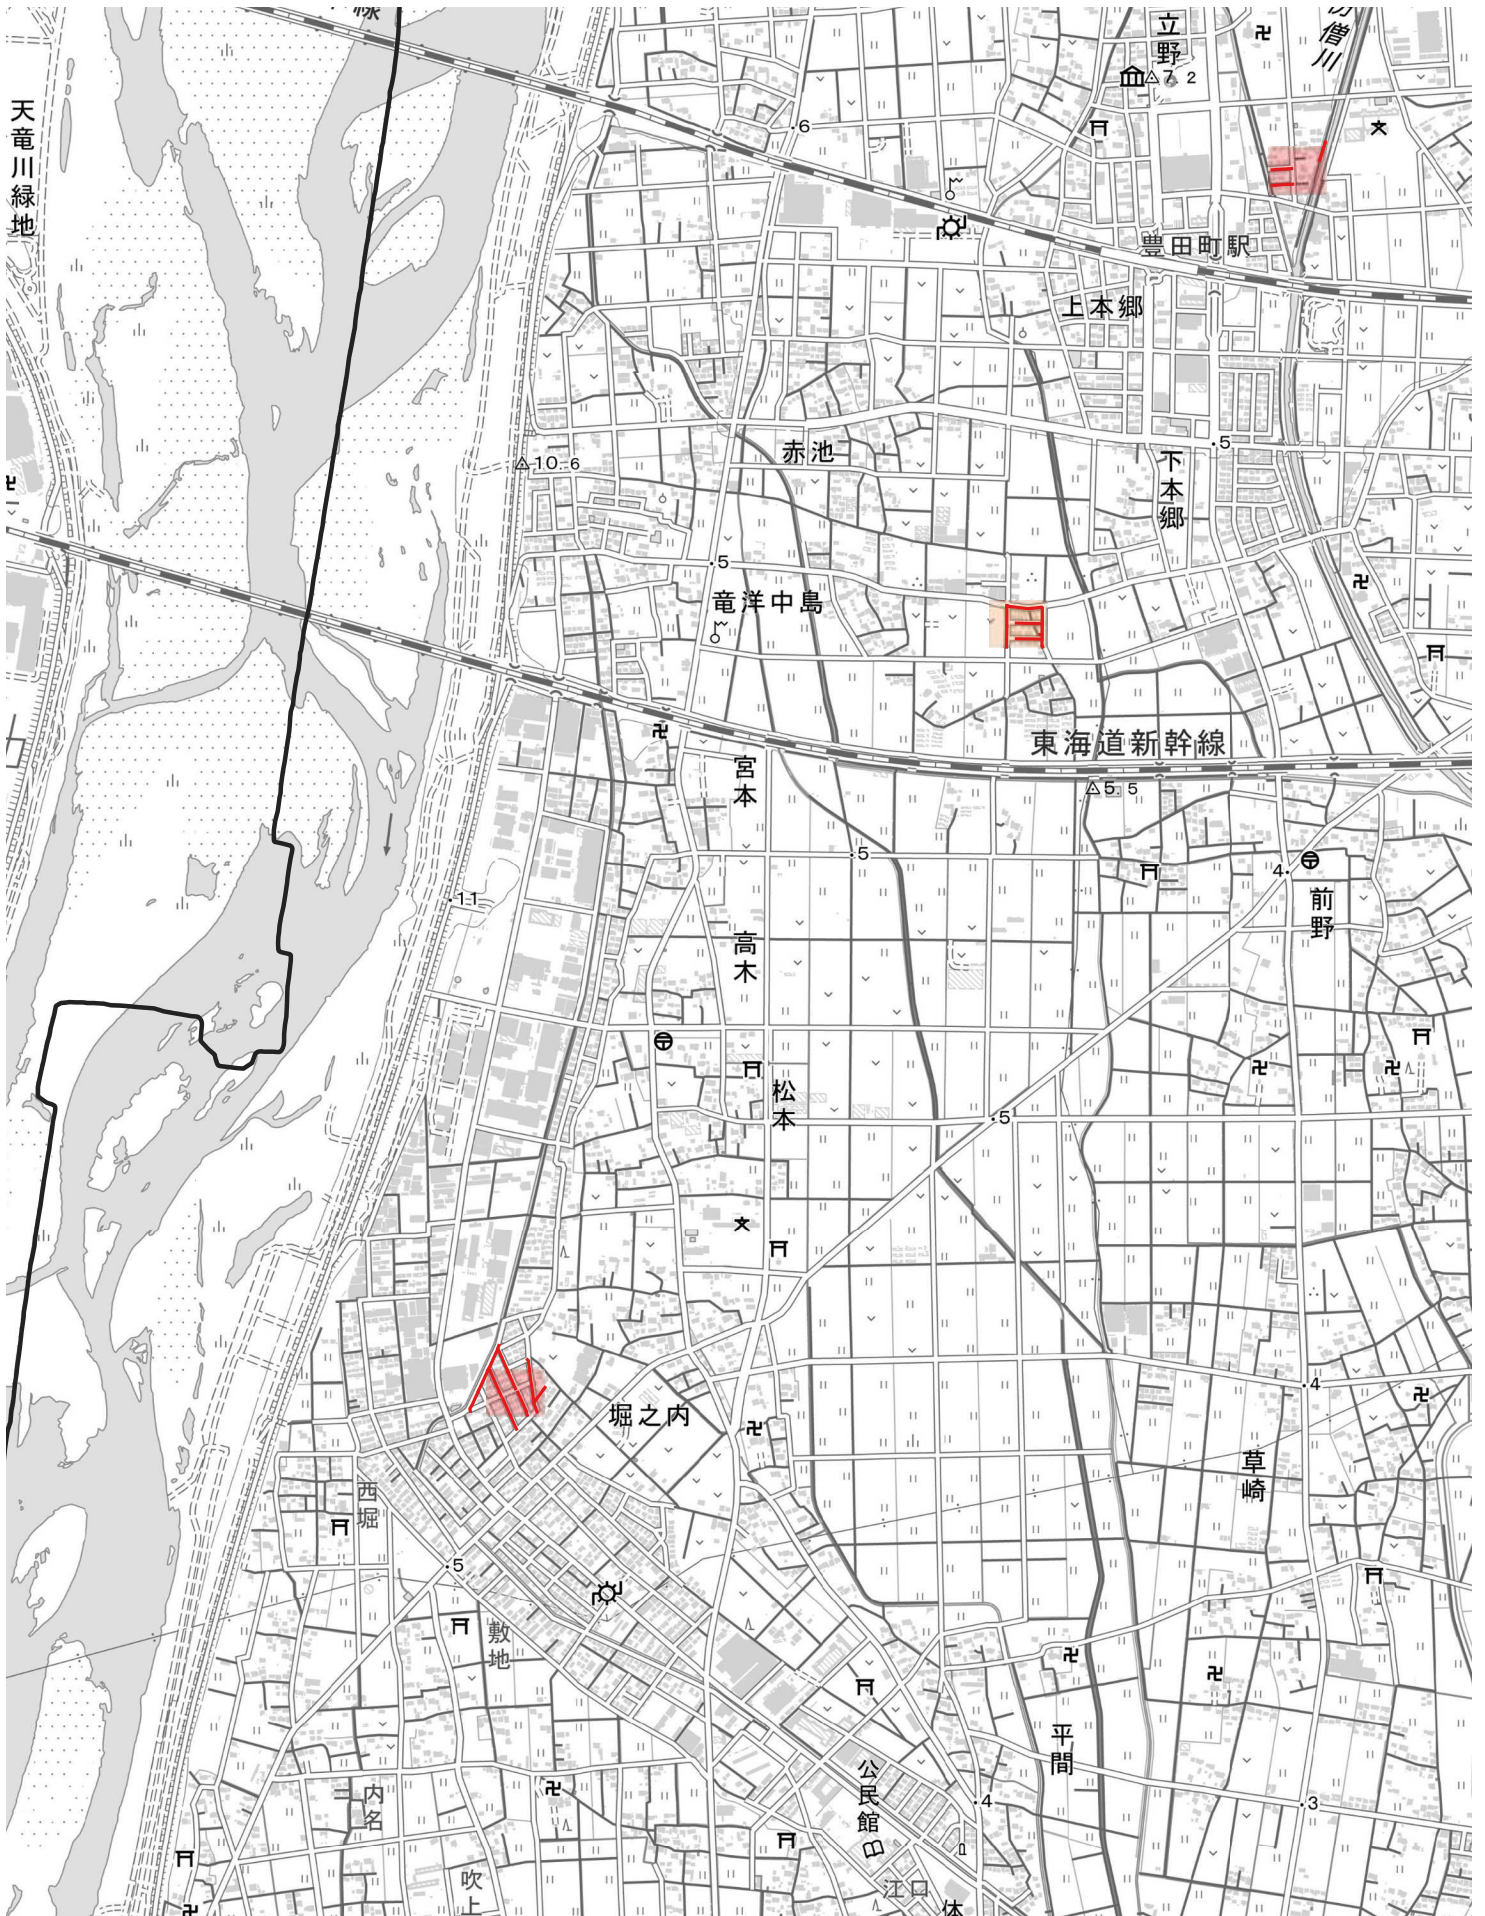 線
天竜川緑地
立野
7.2
坊僧川
6
豊田町駅
上本郷
赤池
5
10.6
下本郷
5
竜洋中島
東海道新幹線
5.5
宮本
5
4
前野
11
高木
松本
5
4
堀之内
草崎
西堀
5
敷地
平間
公民館
4
3
内名
吹上
江口